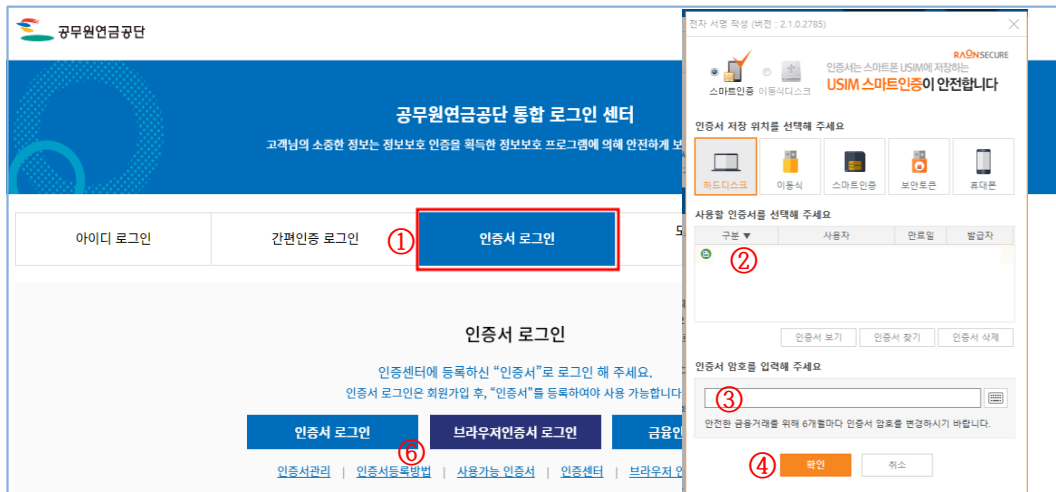 공무원연금공단
공무원연금공단 통합 로그인 센터
고객님의 소중한 정보는 정보보호 인증을 획득한 정보보호 프로그램에 의해 안전하게
아이디 로그인
간편인증 로그인
①
인증서 로그인
인증서 로그인
인증센터에 등록하신 “인증서”로 로그인 해 주세요.
인증서 로그인은 회원가입 후, “인증서”를 등록하여야 사용 가능합니다
인증서 로그인
브라우저인증서 로그인
금융인
⑥
인증서관리 | 인증서등록방법 | 사용가능 인증서 | 인증센터 | 브라우저
전자 서명 작성 (버전 : 2.1.0.2785)
스마트인증
이동식디스크
RAONSECURE
인증서는 스마트폰 USIM에 저장하는
USIM 스마트인증이 안전합니다
인증서 저장 위치를 선택해 주세요
하드디스크 이동식 스마트인증 보안토큰 휴대폰
사용할 인증서를 선택해 주세요
구분▼ 사용자 만료일 발급자
②
인증서 보기 인증서 찾기 인증서 삭제
인증서 암호를 입력해 주세요
③
안전한 금융거래를 위해 6개월마다 인증서 암호를 변경하시기 바랍니다.
④
확인 취소